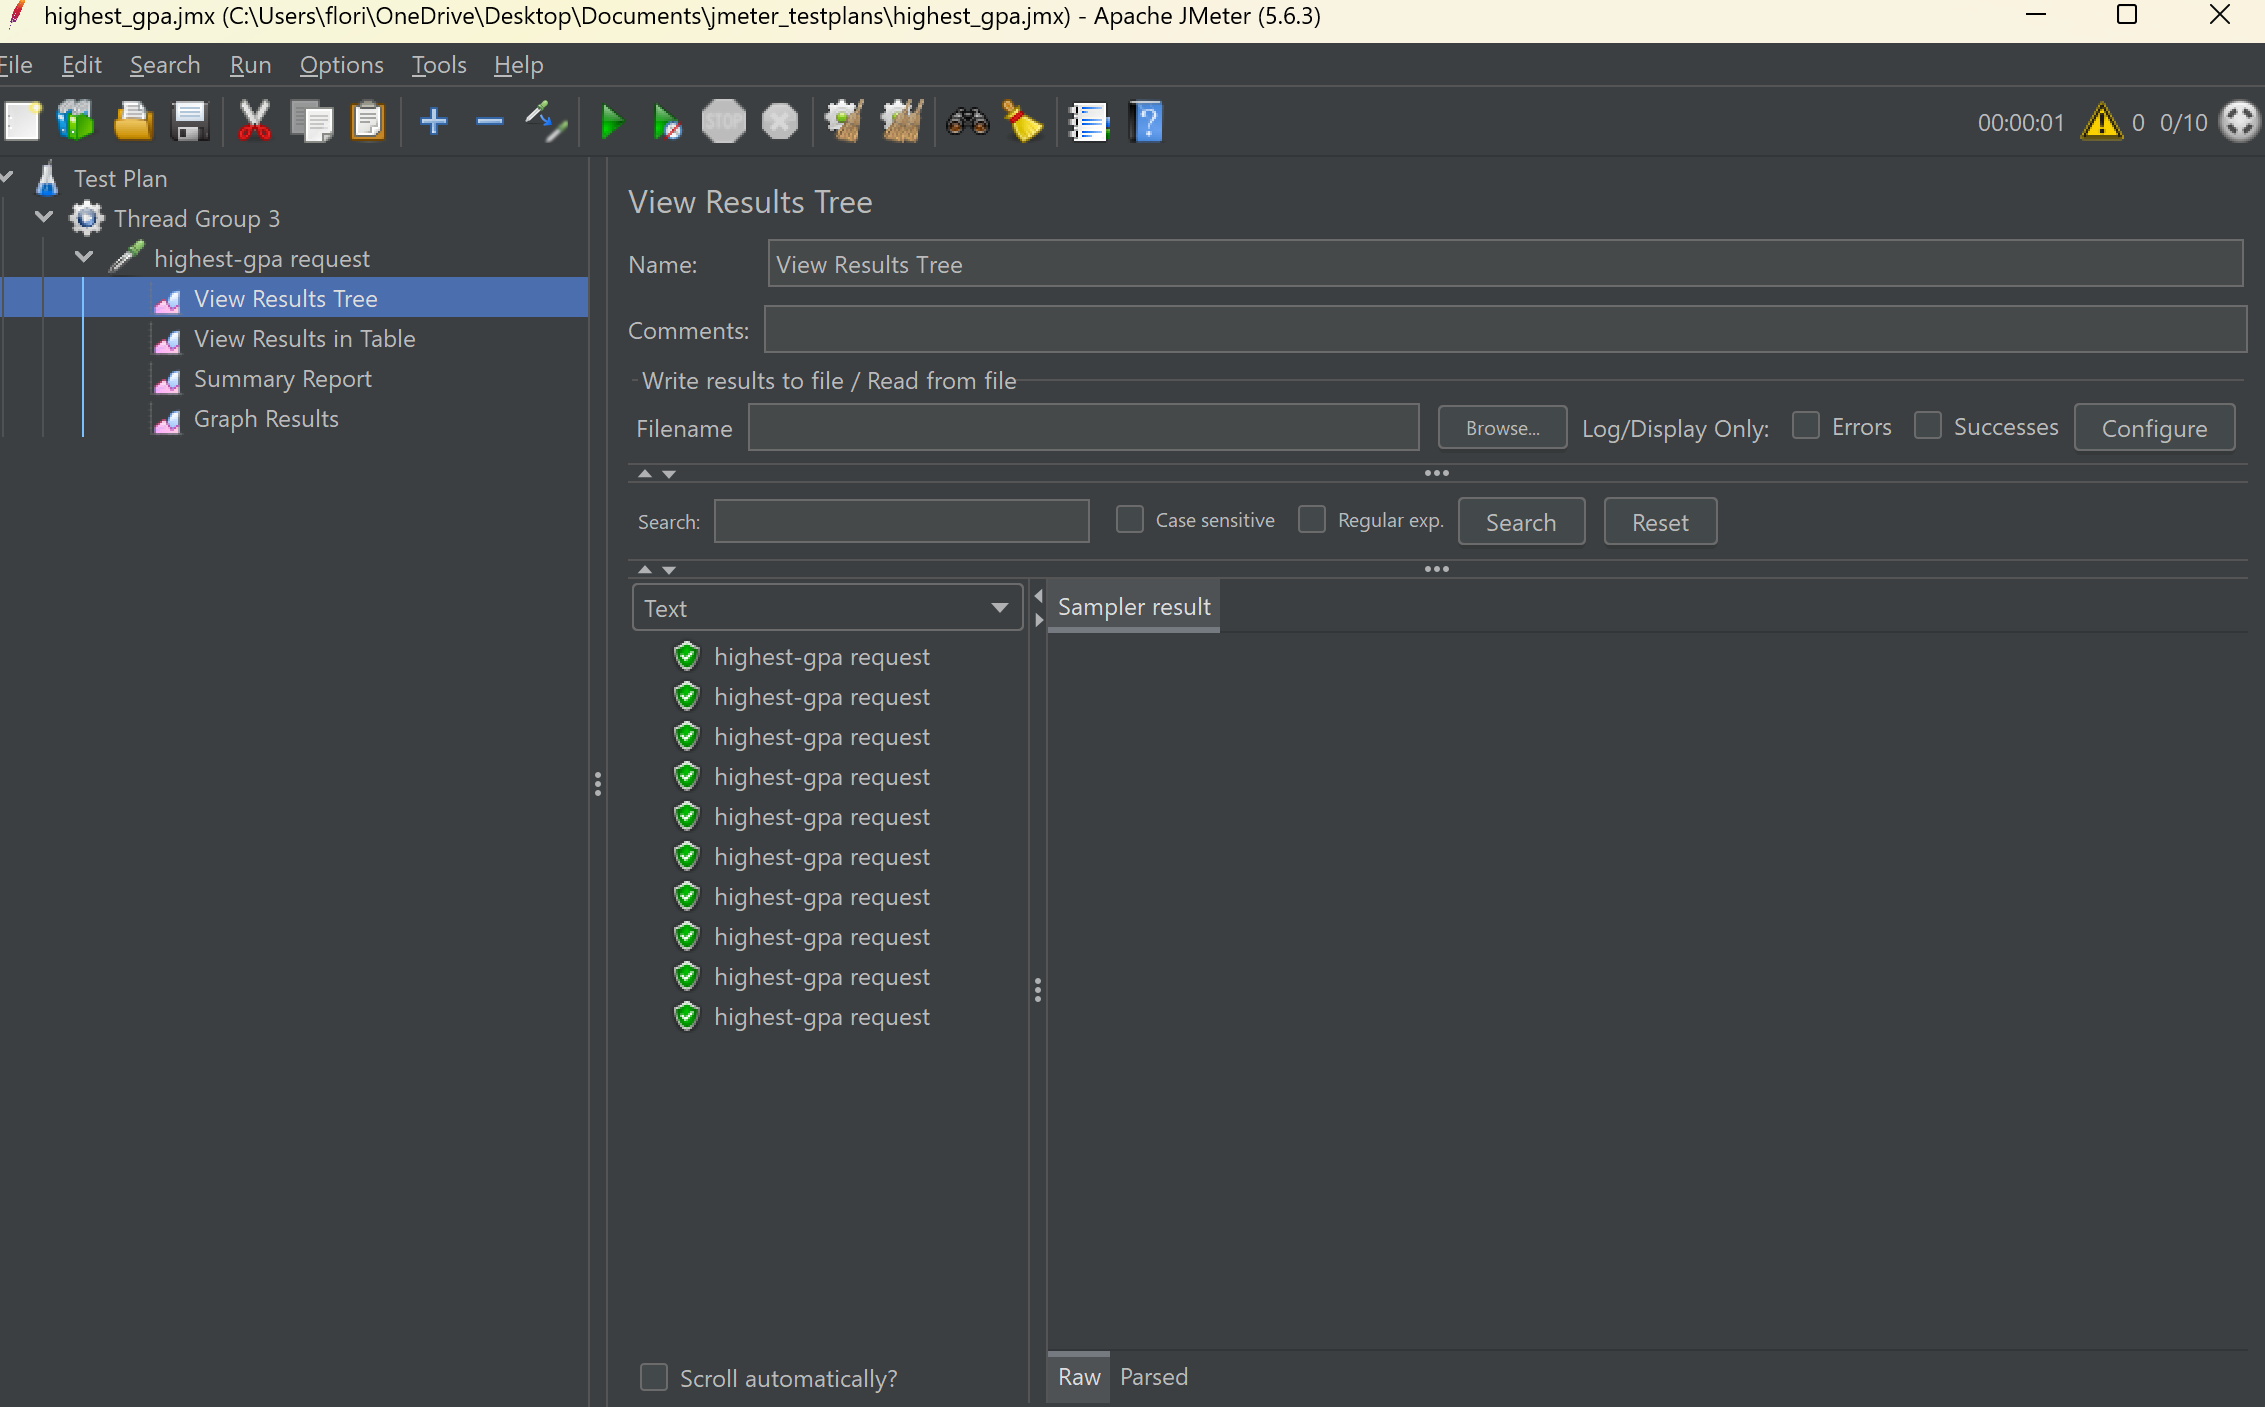 highest_gpa.jmx (C:\Users\flori\OneDrive\Desktop\Documents\jmeter_testplans\highest_gpa.jmx) - Apache JMeter (5.6.3)
File Edit Search Run Options Tools Help
STOP
00:00:01 0 0/10
Test Plan
Thread Group 3
highest-gpa request
View Results Tree
View Results in Table
Summary Report
Graph Results
View Results Tree
Name: View Results Tree
Comments:
Write results to file / Read from file
Filename Browse... Log/Display Only: Errors Successes Configure
Search: Case sensitive Regular exp. Search Reset
Text
Sampler result
highest-gpa request
highest-gpa request
highest-gpa request
highest-gpa request
highest-gpa request
highest-gpa request
highest-gpa request
highest-gpa request
highest-gpa request
highest-gpa request
Scroll automatically?
Raw Parsed